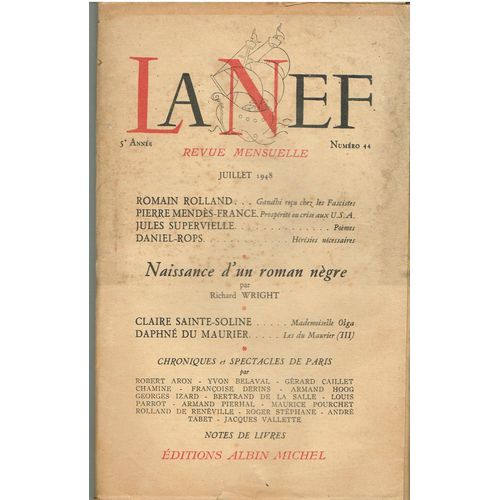 LA NEF
5e ANNÉE NUMÉRO 44
REVUE MENSUELLE
JUILLET 1948
ROMAIN ROLLAND. . . Gandhi reçu chez les Fascistes
PIERRE MENDÈS-FRANCE. Prospérité ou crise aux U.S.A.
JULES SUPERVIELLE. . . . . . . . . . . . . . Poèmes
DANIEL-ROPS. . . . . . . . . . . . Hérésies nécessaires
Naissance d'un roman nègre
par
Richard WRIGHT
CLAIRE SAINTE-SOLINE . . . . . Mademoiselle Olga
DAPHNÉ DU MAURIER. . . . . Les du Maurier (III)
CHRONIQUES et SPECTACLES DE PARIS
par
ROBERT ARON - YVON BELAVAL - GÉRARD CAILLET
CHAMINE - FRANÇOISE DERINS - ARMAND HOOG
GEORGES IZARD - BERTRAND DE LA SALLE - LOUIS
PARROT - ARMAND PIERHAL - MAURICE POURCHET
ROLLAND DE RENÉVILLE - ROGER STÉPHANE - ANDRÉ
TABET - JACQUES VALLETTE
NOTES DE LIVRES
ÉDITIONS ALBIN MICHEL